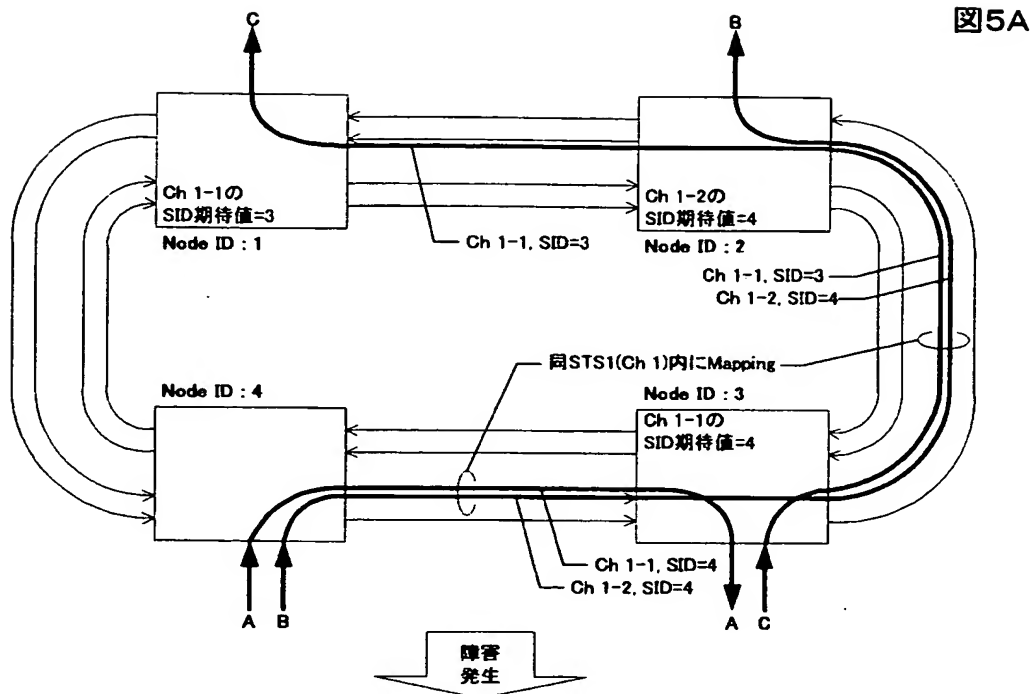 図5A
C
B
Ch 1-1の
SID期待値=3
Node ID : 1
Ch 1-2の
SID期待値=4
Node ID : 2
Ch 1-1, SID=3
Ch 1-1, SID=3
Ch 1-2, SID=4
同STS1(Ch 1)内にMapping
Node ID : 4
Node ID : 3
Ch 1-1の
SID期待値=4
Ch 1-1, SID=4
Ch 1-2, SID=4
A
B
A
C
障害
発生